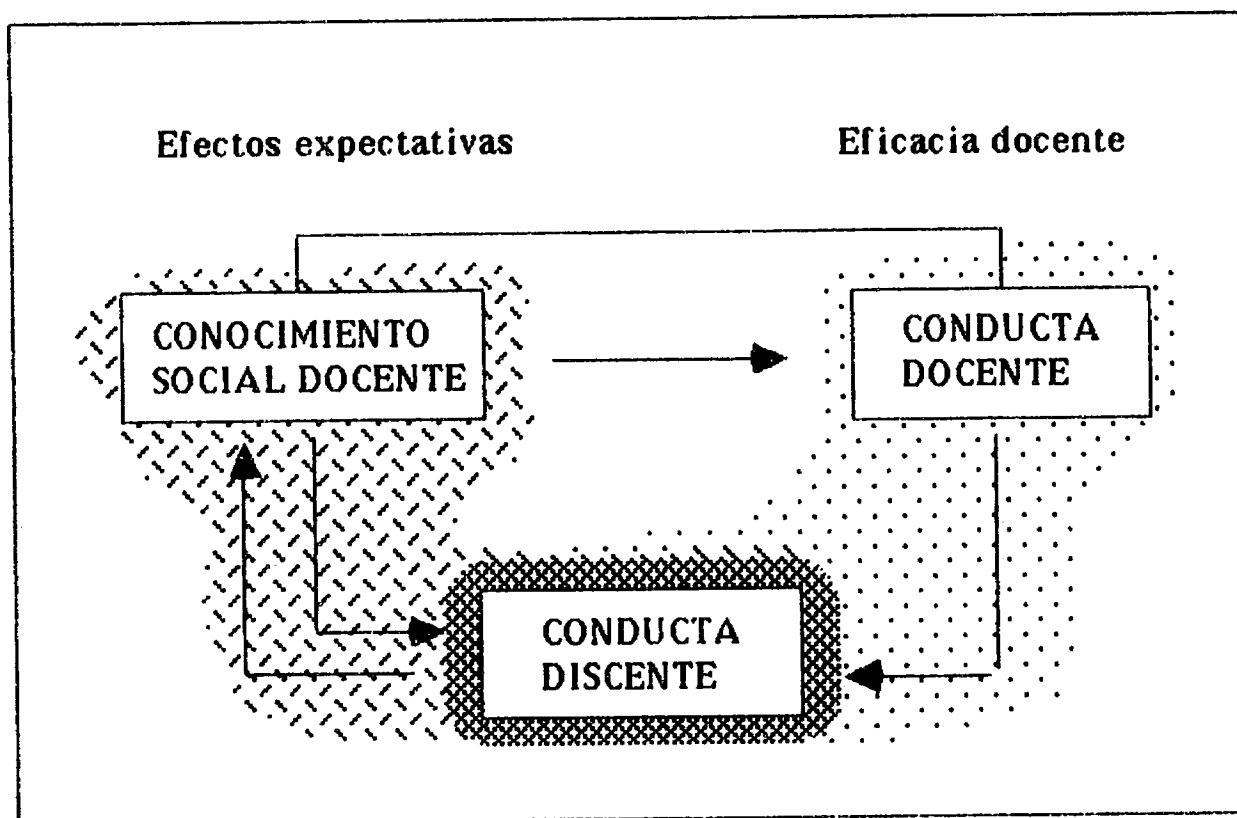 Efectos expectativas
Eficacia docente
CONOCIMIENTO
SOCIAL DOCENTE
CONDUCTA
DOCENTE
CONDUCTA
DISCENTE